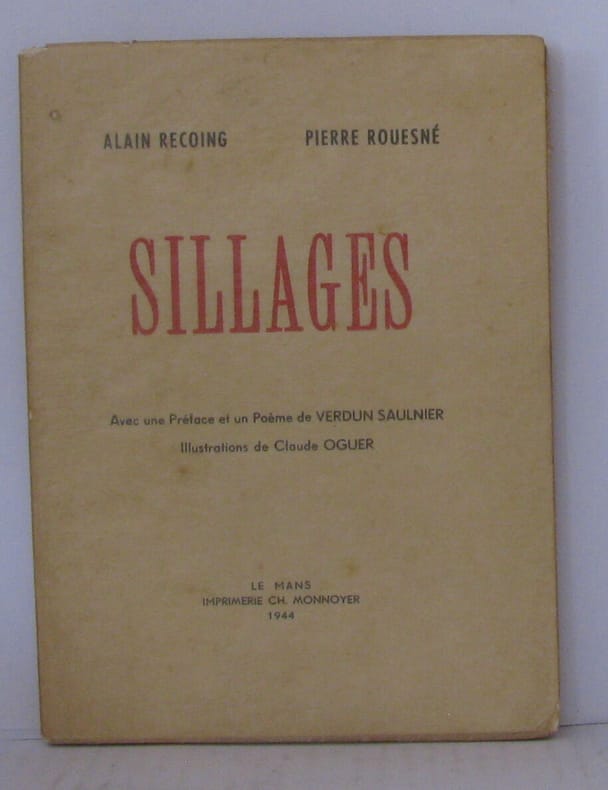 ALAIN RECOING PIERRE ROUESNÉ
SILLAGES
Avec une Préface et un Poème de VERDUN SAULNIER
Illustrations de Claude OGUER
LE MANS
IMPRIMERIE CH. MONNOYER
1944